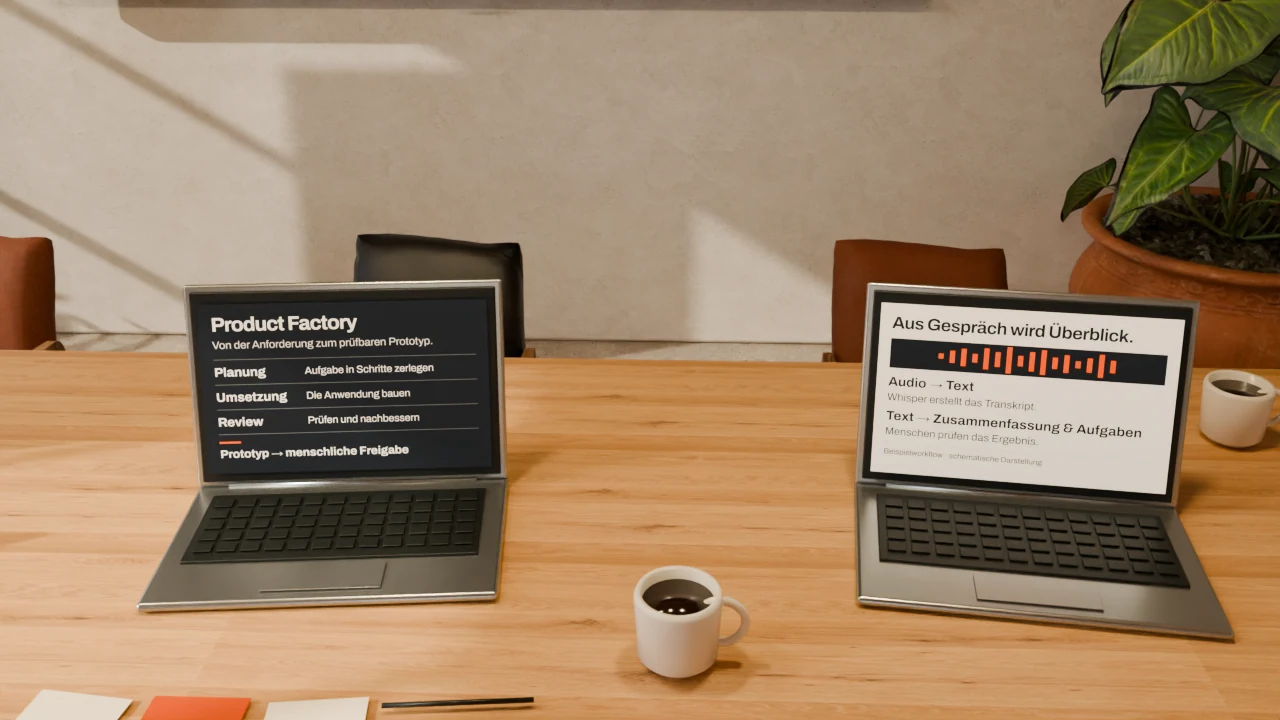 Product Factory
Von der Anforderung zum prüfbaren Prototyp.
Planung Aufgabe in Schritte zerlegen
Umsetzung Die Anwendung bauen
Review Prüfen und nachbessern
Prototyp → menschliche Freigabe
Aus Gespräch wird Überblick.
Audio → Text
Whisper erstellt das Transkript.
Text → Zusammenfassung & Aufgaben
Menschen prüfen das Ergebnis.
Beispielworkflow · schematische Darstellung